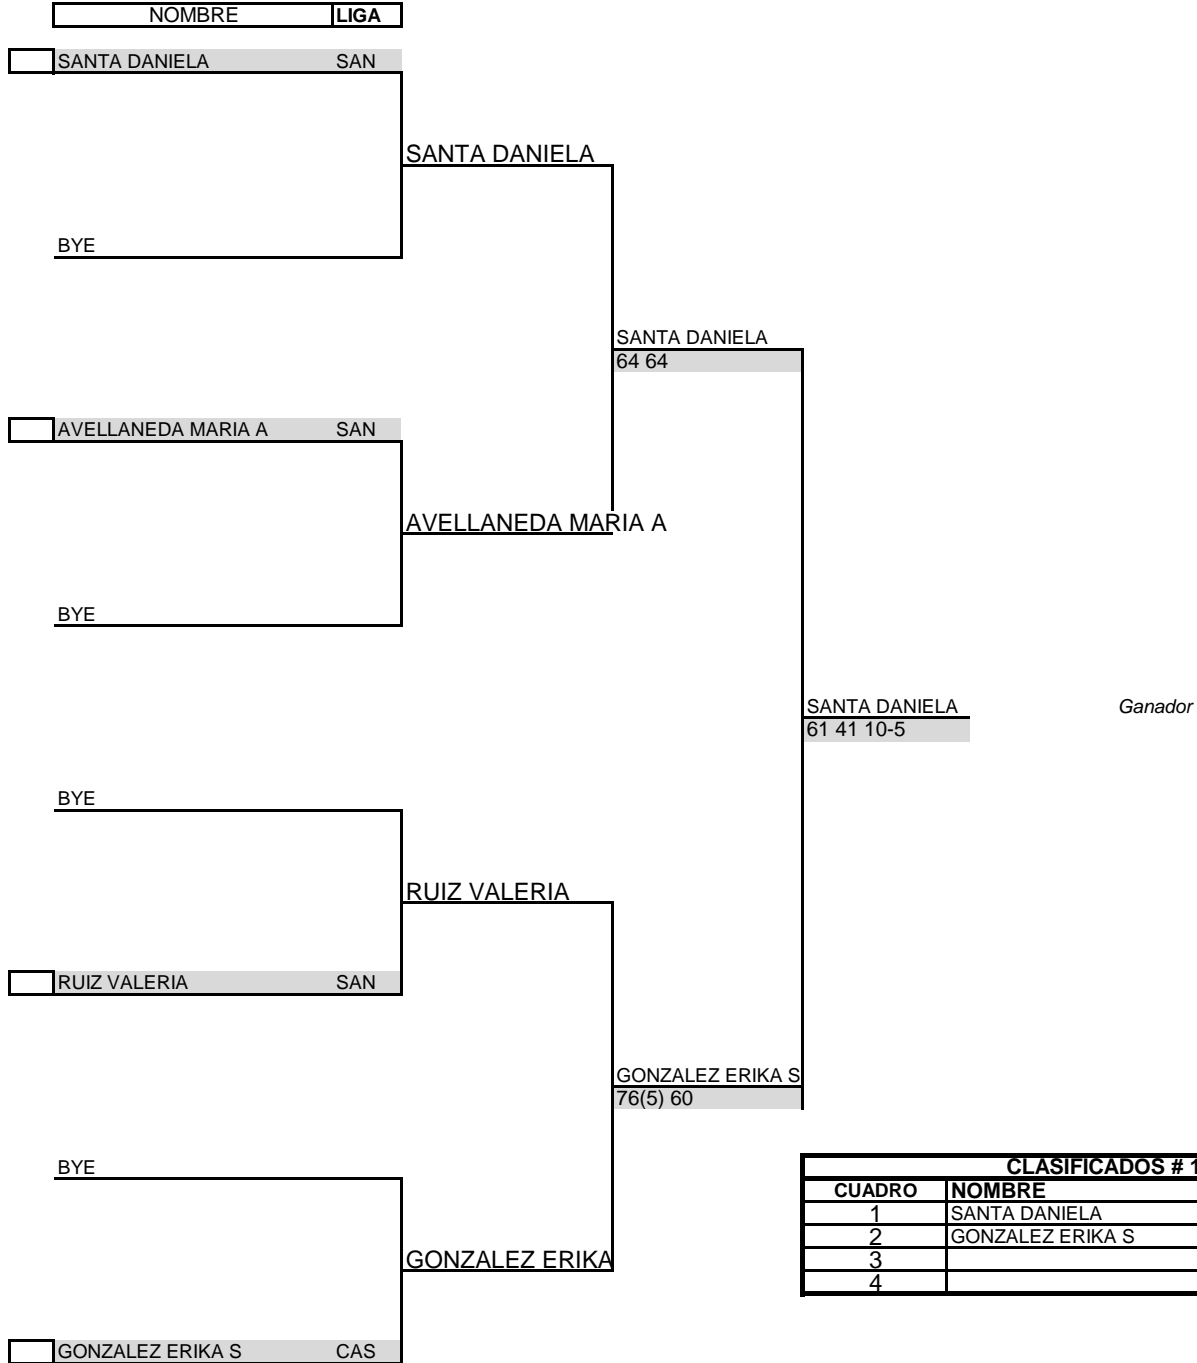 NOMBRE LIGA
SANTA DANIELA SAN
SANTA DANIELA
BYE
SANTA DANIELA
64 64
AVELLANEDA MARIA A SAN
AVELLANEDA MARIA A
BYE
SANTA DANIELA Ganador
61 41 10-5
BYE
RUIZ VALERIA
RUIZ VALERIA SAN
GONZALEZ ERIKA S
76(5) 60
BYE
CLASIFICADOS # 1
CUADRO NOMBRE
1 SANTA DANIELA
2 GONZALEZ ERIKA S
3
4
GONZALEZ ERIKA
GONZALEZ ERIKA S CAS